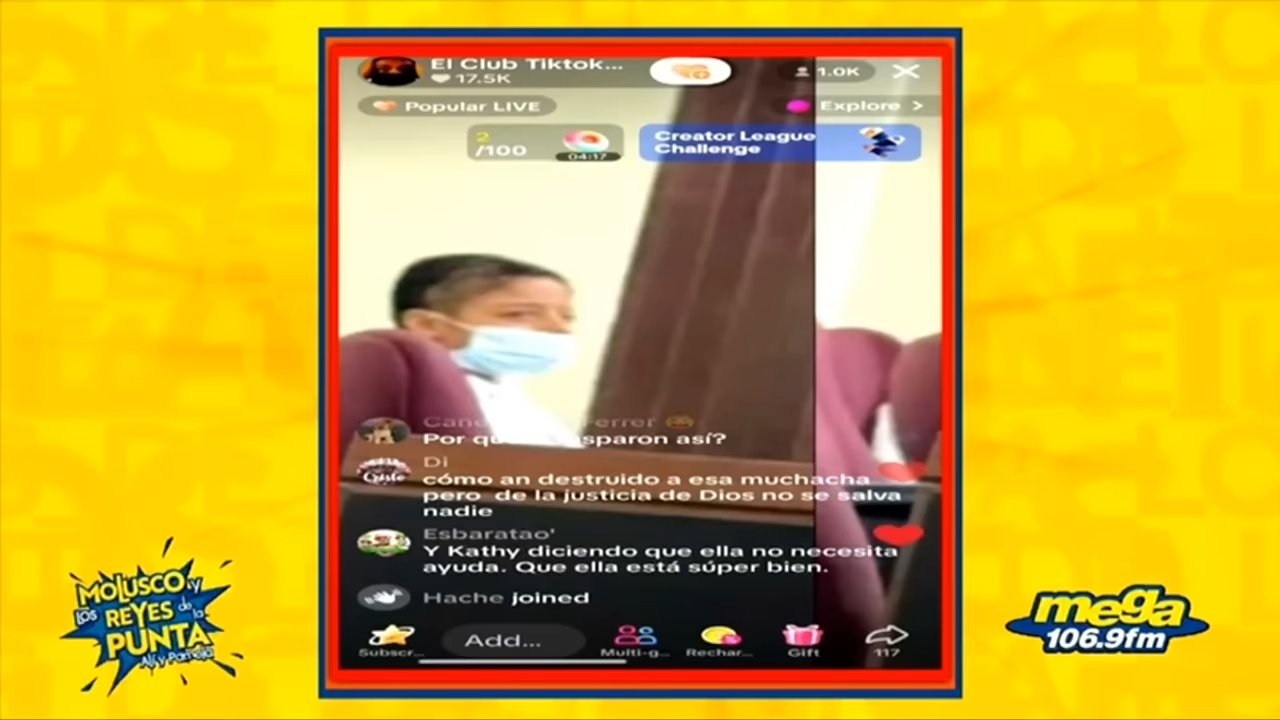 El Club Tiktok...
17.5K
1.0K
Popular LIVE
Explore >
2
/100
04:17
Creator League
Challenge
Ferrer
Por asparon así?
Di
cómo an destruido a esa muchacha
pero de la justicia de Dios no se salva
nadie
Esbaratao'
Y Kathy diciendo que ella no necesita
ayuda. Que ella está súper bien.
Hache joined
Add...
Subscr...
Multi-g...
Rechar...
Gift
117
MOLUSCO y
LOS REYES de la
PUNTA
Ali y Pamela
mega
106.9fm